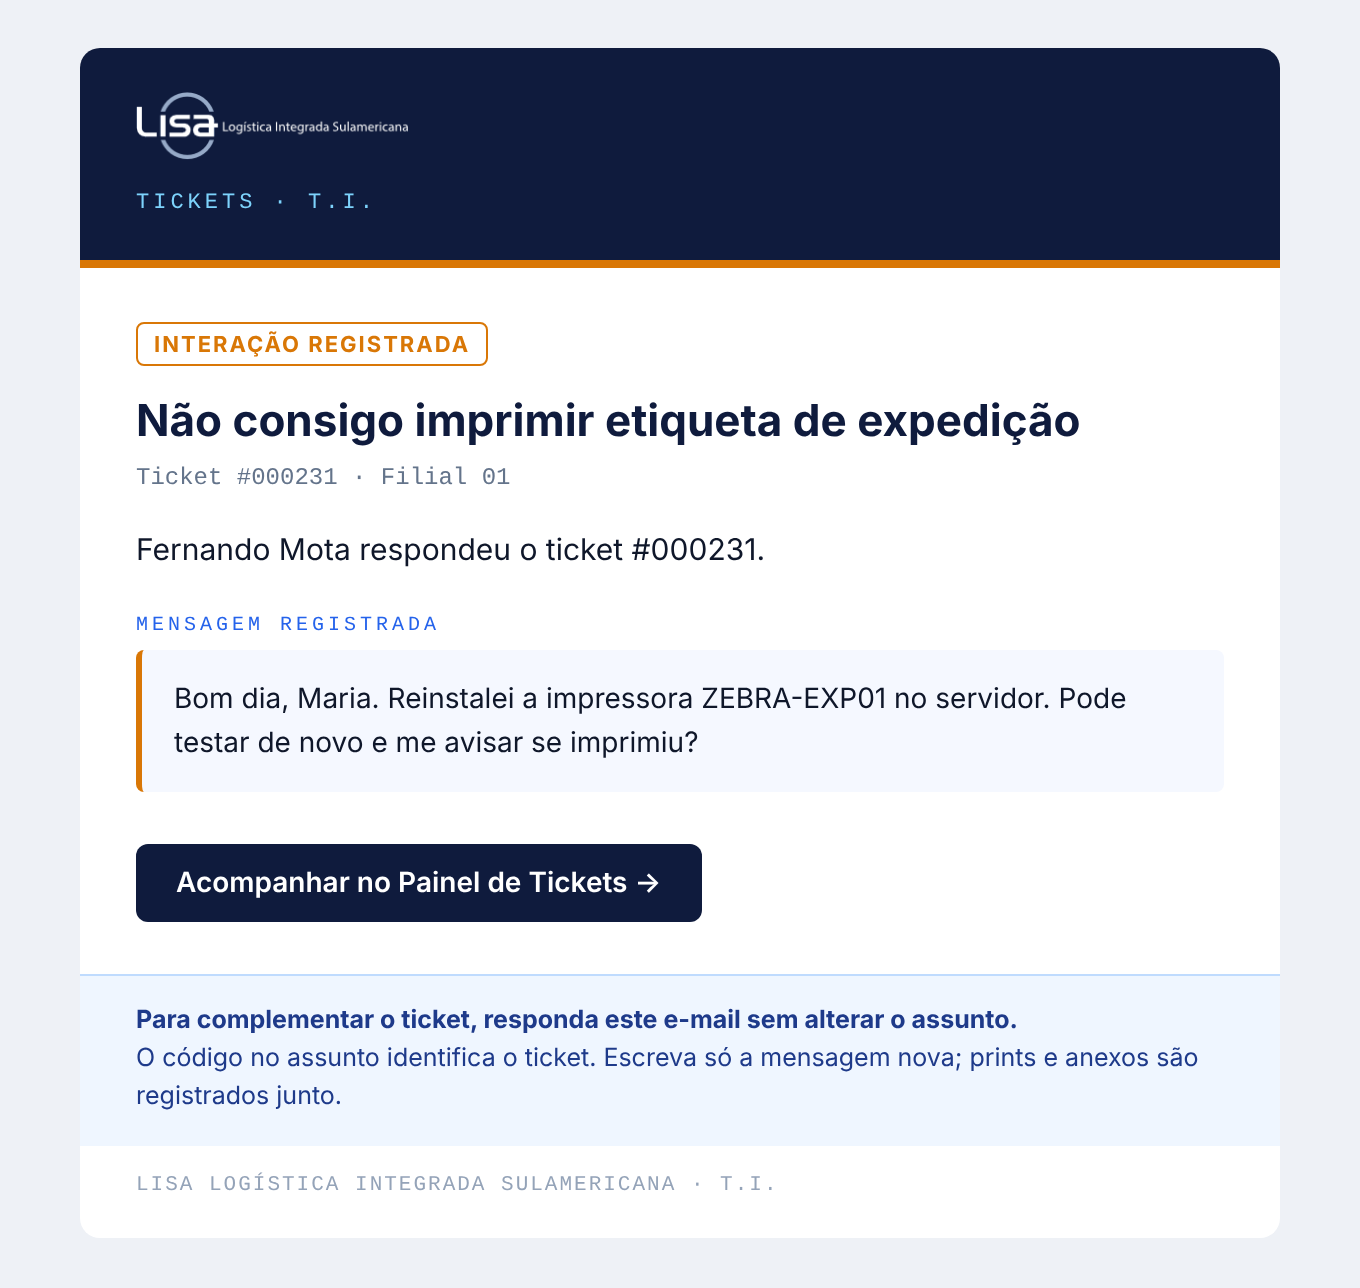 Lisa Logística Integrada Sulamericana
TICKETS · T.I.
INTERAÇÃO REGISTRADA
Não consigo imprimir etiqueta de expedição
Ticket #000231 · Filial 01
Fernando Mota respondeu o ticket #000231.
MENSAGEM REGISTRADA
Bom dia, Maria. Reinstalei a impressora ZEBRA-EXP01 no servidor. Pode
testar de novo e me avisar se imprimiu?
Acompanhar no Painel de Tickets →
Para complementar o ticket, responda este e-mail sem alterar o assunto.
O código no assunto identifica o ticket. Escreva só a mensagem nova; prints e anexos são
registrados junto.
LISA LOGÍSTICA INTEGRADA SULAMERICANA · T.I.